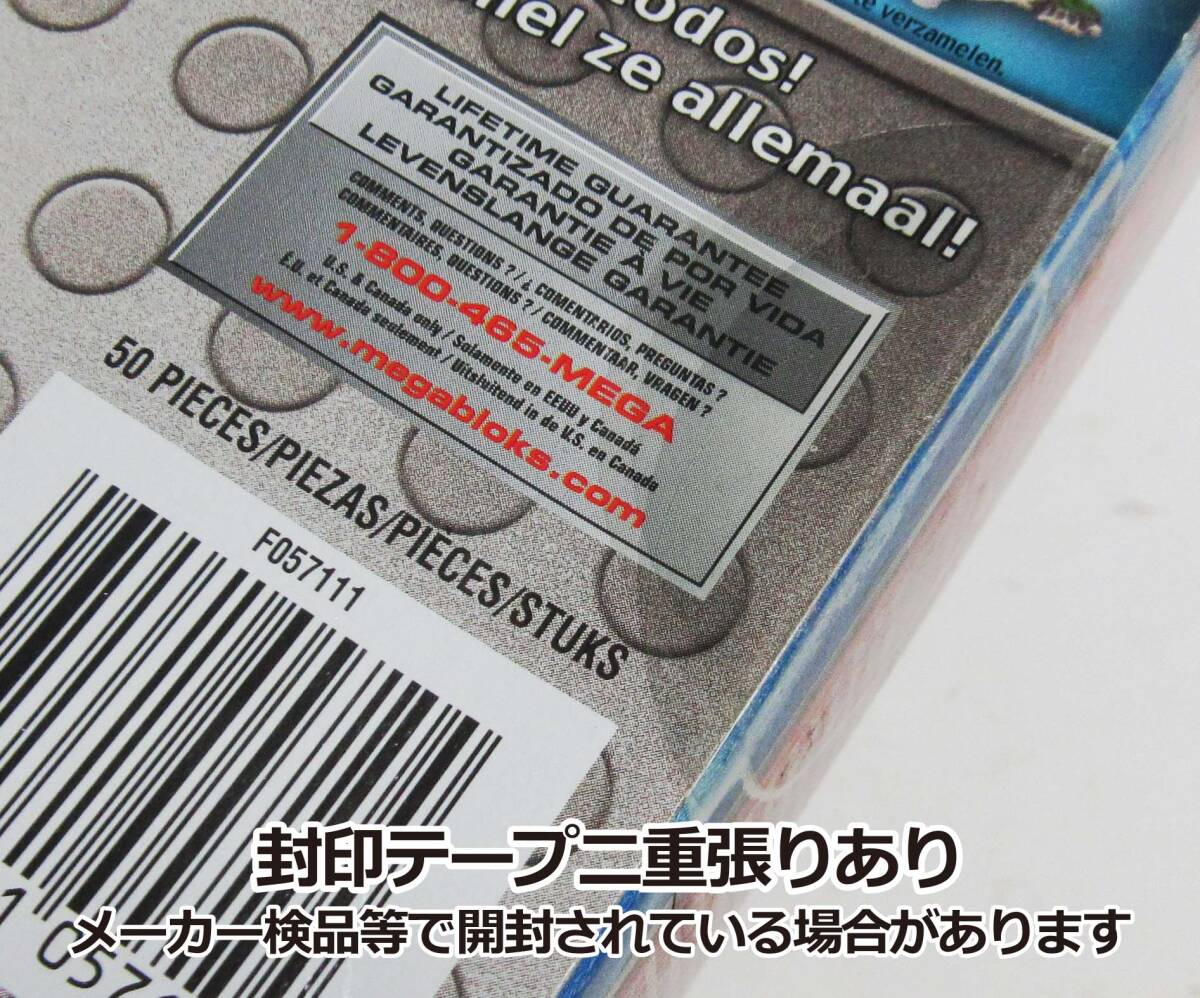 todos!
ze allemaal!
verzamelen.
LIFETIME GUARANTEE
GARANTIZADO DE POR VIDA
GARANTIE À VIE
LEVENSLANGE GARANTIE
COMMENTS, QUESTIONS ? / ¿ COMENTARIOS, PREGUNTAS ?
COMMENTAIRES, QUESTIONS ? / COMMENTAAR, VRAGEN ?
1-800-465-MEGA
U.S. & Canada only / Solamente en EEUU y Canadá
É.U. et Canada seulement / Uitsluitend in de V.S. en Canada
www.megabloks.com
50 PIECES/PIEZAS/PIÈCES/STUKS
F057111
封印テープ二重張りあり
メーカー検品等で開封されている場合があります